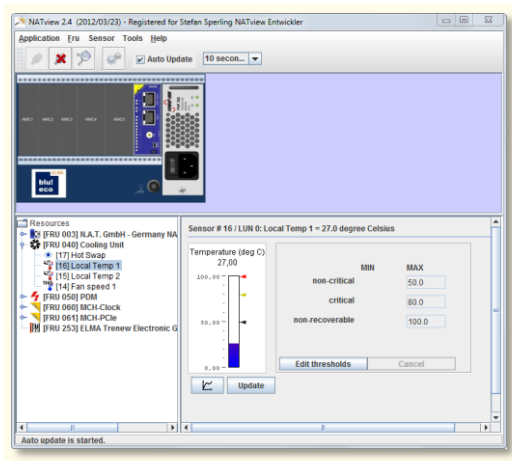 NATview 2.4 (2012/03/23) - Registered for Stefan Sperling NATview Entwickler
Application Fru Sensor Tools Help
Auto Update 10 secon...
AMC1 AMC2 AMC3 AMC4 AMC5
blu!
eco
Resources
[FRU 003] N.A.T. GmbH - Germany NA
[FRU 040] Cooling Unit
[17] Hot Swap
[16] Local Temp 1
[15] Local Temp 2
[14] Fan speed 1
[FRU 050] PDM
[FRU 060] MCH-Clock
[FRU 061] MCH-PCIe
[FRU 253] ELMA Trenew Electronic G
Sensor # 16 / LUN 0: Local Temp 1 = 27.0 degree Celsius
Temperature (deg C)
27,00
100,00
50,00
0,00
MIN MAX
non-critical 50.0
critical 80.0
non-recoverable 100.0
Edit thresholds Cancel
Update
Auto update is started.